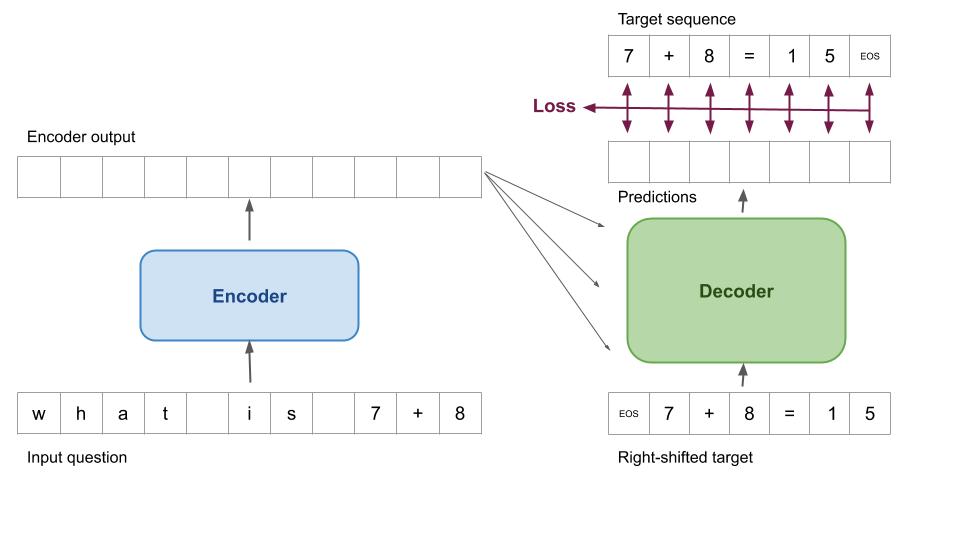 Target sequence
7 + 8 = 1 5 EOS
Loss
Encoder output
Predictions
Encoder
Decoder
w h a t i s 7 + 8
EOS 7 + 8 = 1 5
Input question
Right-shifted target